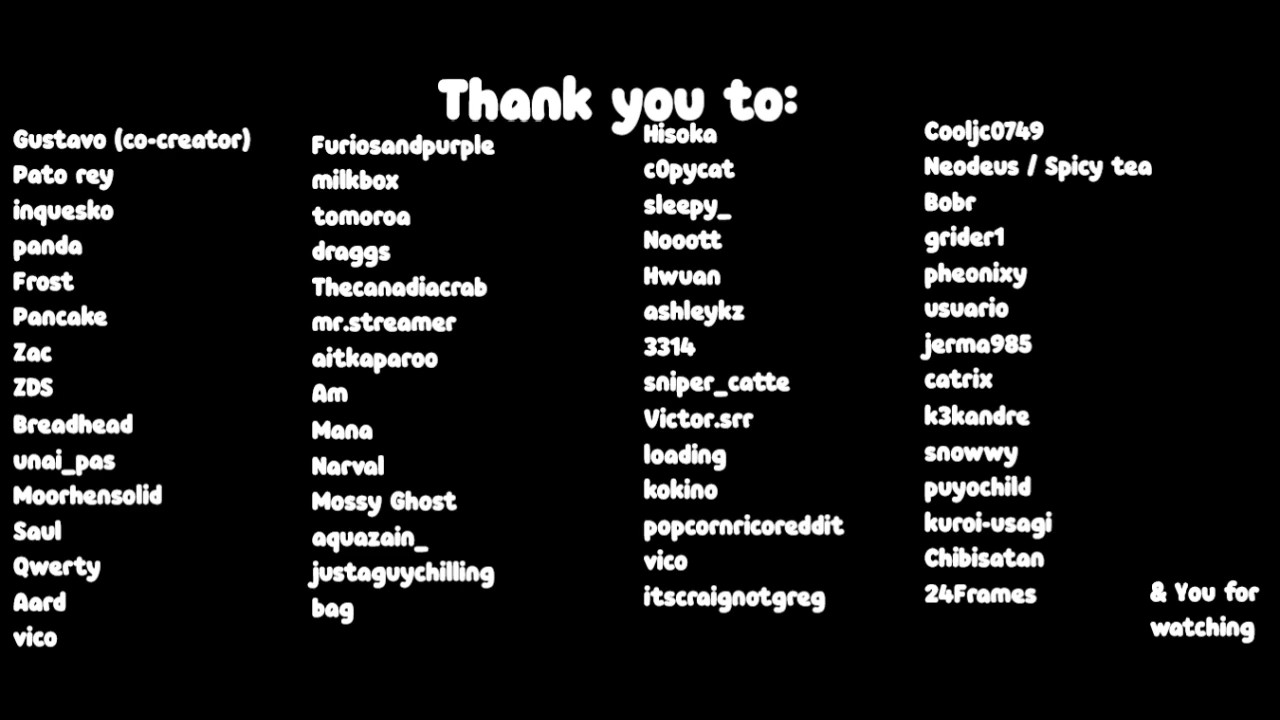 Thank you to:
Gustavo (co-creator)
Pato rey
inquesko
panda
Frost
Pancake
Zac
ZDS
Breadhead
unai_pas
Moorhensolid
Saul
Qwerty
Aard
vico
Furiosandpurple
milkbox
tomoroa
draggs
Thecanadiacrab
mr.streamer
aitkaparoo
Am
Mana
Narval
Mossy Ghost
aquazain_
justaguychilling
bag
Hisoka
c0pycat
sleepy_
Nooott
Hwuan
ashleykz
3314
sniper_catte
Victor.srr
loading
kokino
popcornricoreddit
vico
itscraignotgreg
Cooljc0749
Neodeus / Spicy tea
Bobr
grider1
pheonixy
usuario
jerma985
catrix
k3kandre
snowwy
puyochild
kuroi-usagi
Chibisatan
24Frames
& You for
watching